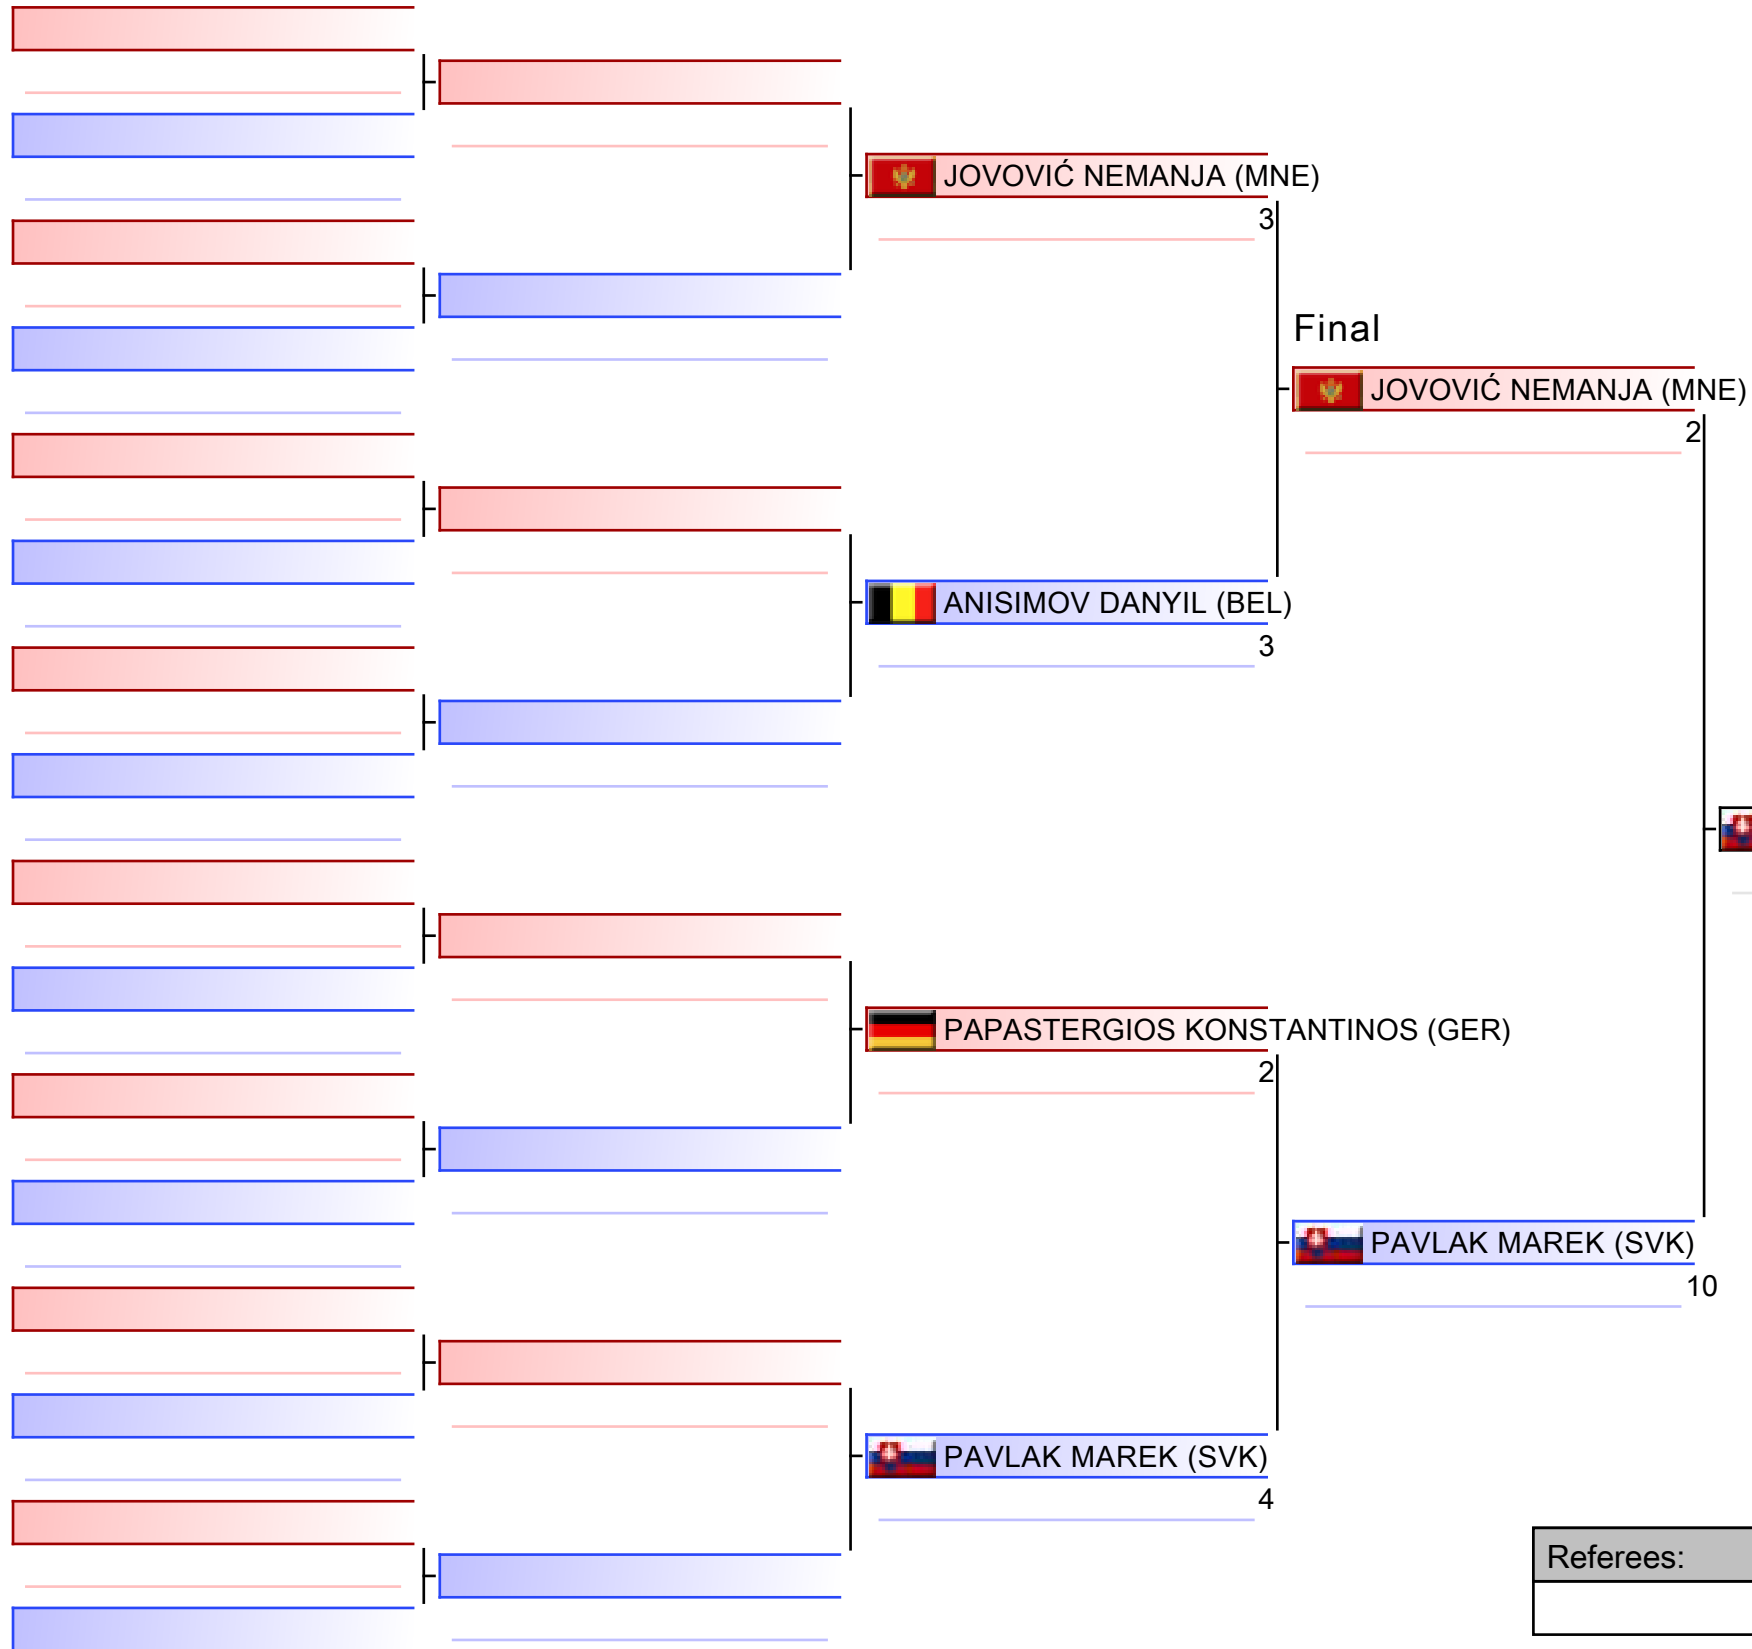 JOVOVIĆ NEMANJA (MNE)
3
Final
JOVOVIĆ NEMANJA (MNE)
2
ANISIMOV DANYIL (BEL)
3
PAPASTERGIOS KONSTANTINOS (GER)
2
PAVLAK MAREK (SVK)
10
PAVLAK MAREK (SVK)
4
Referees: